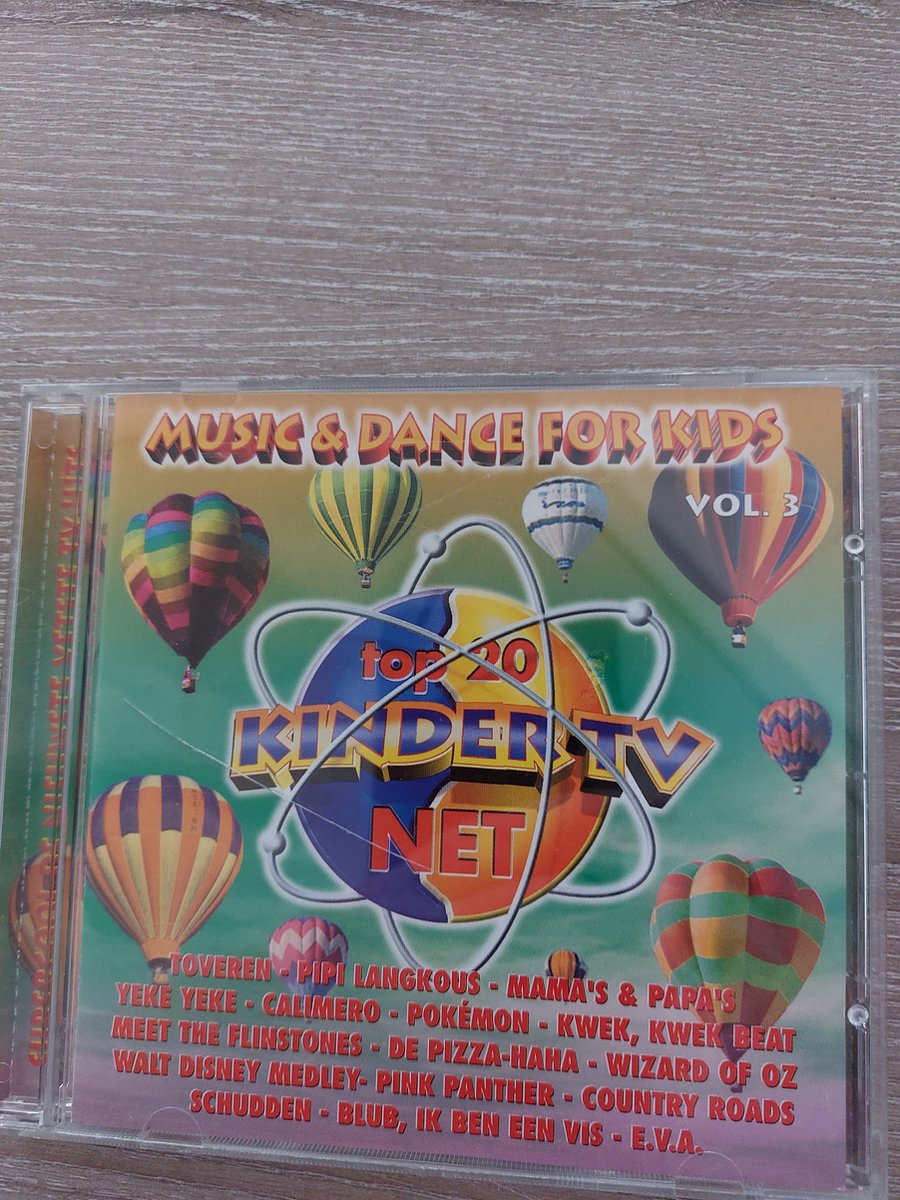 MUSIC & DANCE FOR KIDS
VOL. 3
top 20
KINDER TV
NET
TOVEREN - PIPI LANGKOUS - MAMA'S & PAPA'S
YEKE YEKE - CALIMERO - POKÉMON - KWEK, KWEK BEAT
MEET THE FLINSTONES - DE PIZZA-HAHA - WIZARD OF OZ
WALT DISNEY MEDLEY- PINK PANTHER - COUNTRY ROADS
SCHUDDEN - BLUB, IK BEN EEN VIS - E.V.A.